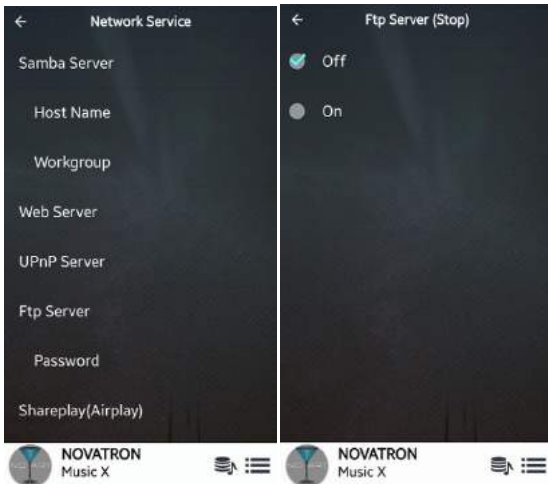 Network Service
Samba Server
Host Name
Workgroup
Web Server
UPnP Server
Ftp Server
Password
Shareplay(Airplay)
NOVATRON
Music X
Ftp Server (Stop)
Off
On
NOVATRON
Music X